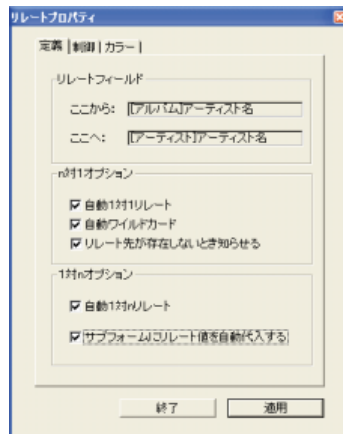 リレートプロパティ
定義 制御 カラー
リレートフィールド
ここから: [アルバム]アーティスト名
ここへ: [アーティスト]アーティスト名
n対1オプション
自動1対1リレート
自動ワイルドカード
リレート先が存在しないとき知らせる
1対nオプション
自動1対nリレート
サブフォームにリレート値を自動代入する
終了 適用